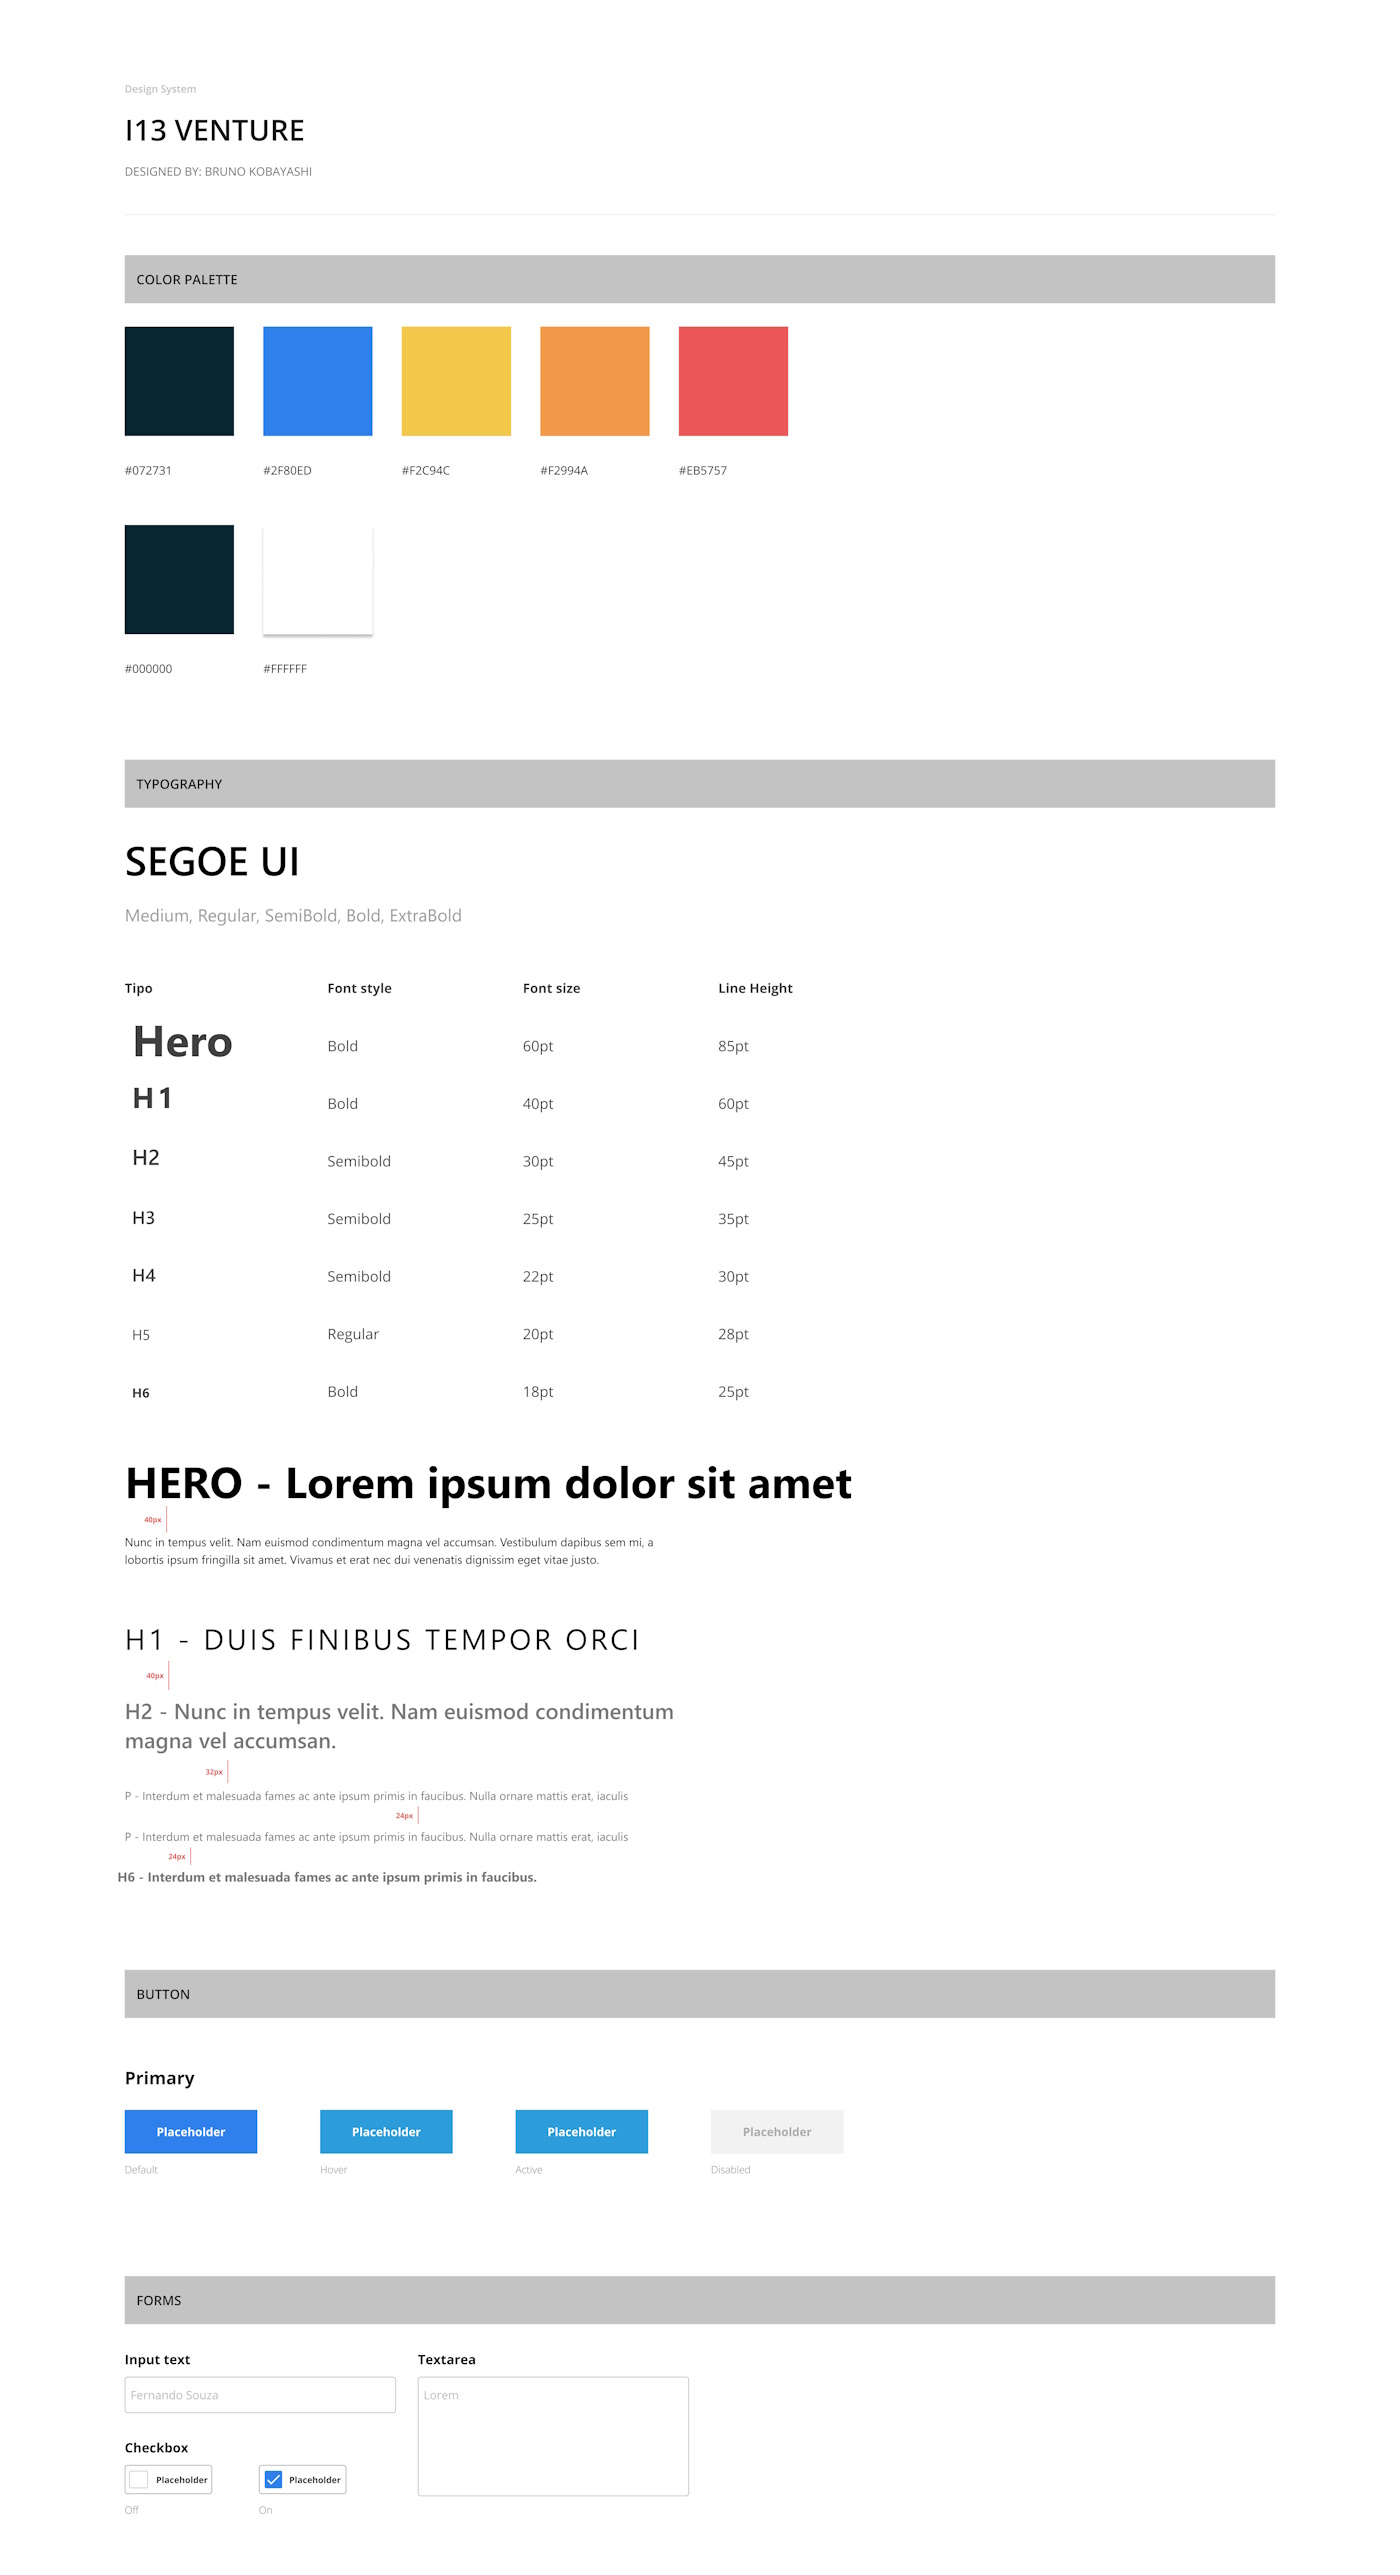 Design System
I13 VENTURE
DESIGNED BY: BRUNO KOBAYASHI
COLOR PALETTE
#072731 #2F80ED #F2C94C #F2994A #EB5757
#000000 #FFFFFF
TYPOGRAPHY
SEGOE UI
Medium, Regular, SemiBold, Bold, ExtraBold
Tipo Font style Font size Line Height
Hero Bold 60pt 85pt
H1 Bold 40pt 60pt
H2 Semibold 30pt 45pt
H3 Semibold 25pt 35pt
H4 Semibold 22pt 30pt
H5 Regular 20pt 28pt
H6 Bold 18pt 25pt
HERO - Lorem ipsum dolor sit amet
40px
Nunc in tempus velit. Nam euismod condimentum magna vel accumsan. Vestibulum dapibus sem mi, a
lobortis ipsum fringilla sit amet. Vivamus et erat nec dui venenatis dignissim eget vitae justo.
H1 - DUIS FINIBUS TEMPOR ORCI
40px
H2 - Nunc in tempus velit. Nam euismod condimentum
magna vel accumsan.
32px
P - Interdum et malesuada fames ac ante ipsum primis in faucibus. Nulla ornare mattis erat, iaculis
24px
P - Interdum et malesuada fames ac ante ipsum primis in faucibus. Nulla ornare mattis erat, iaculis
24px
H6 - Interdum et malesuada fames ac ante ipsum primis in faucibus.
BUTTON
Primary
Placeholder Placeholder Placeholder Placeholder
Default Hover Active Disabled
FORMS
Input text Textarea
Fernando Souza Lorem
Checkbox
Placeholder Placeholder
Off On